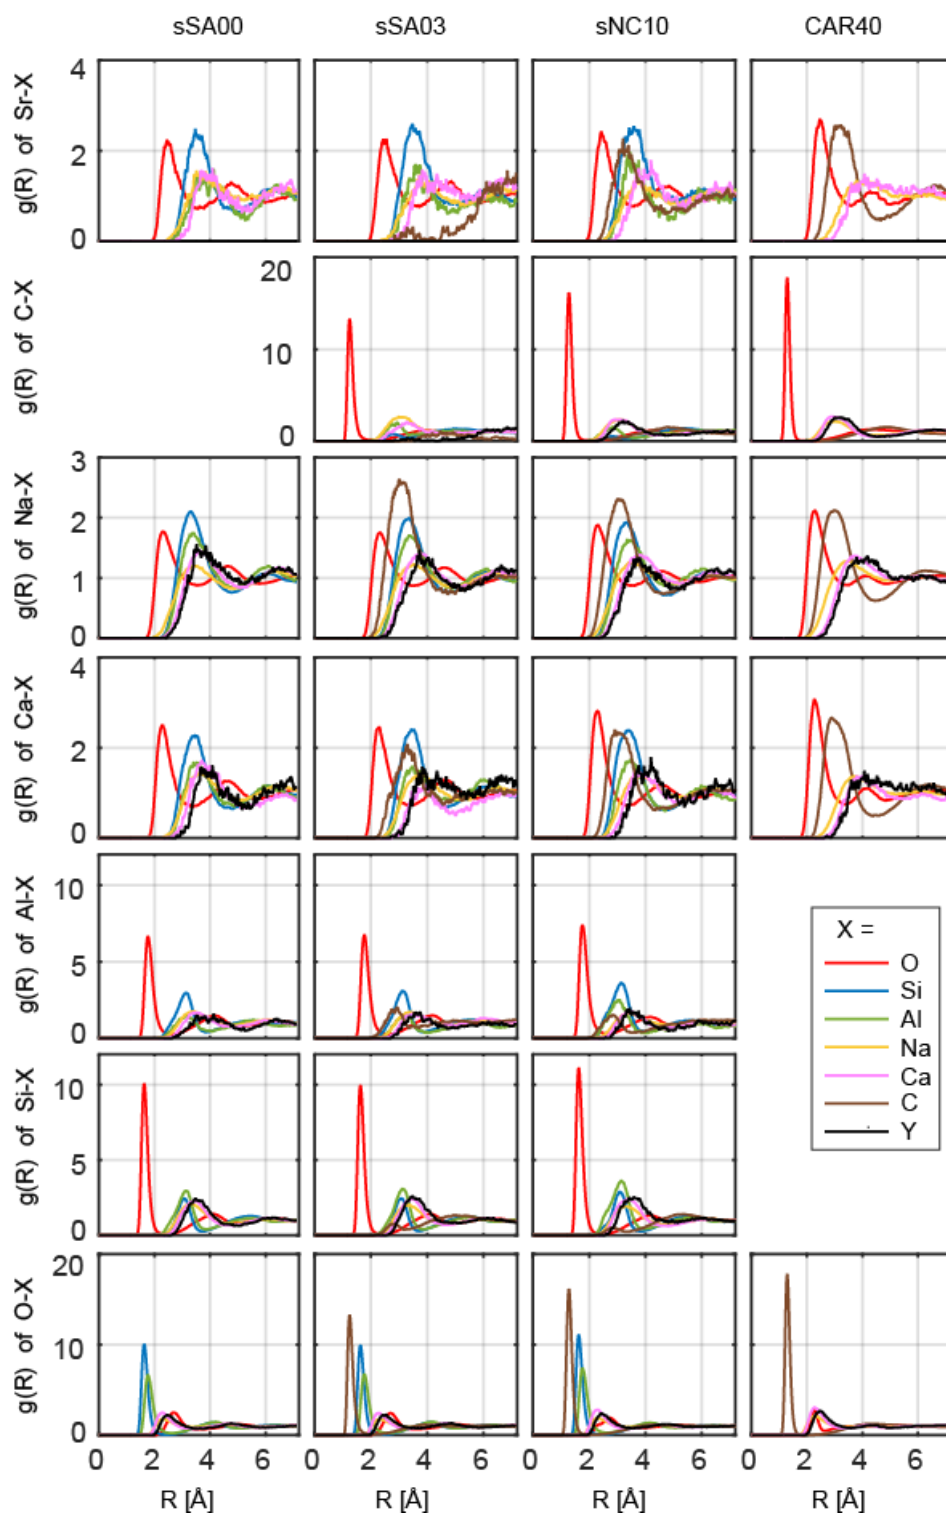 sSA00 sSA03 sNC10 CAR40
g(R) of Sr-X
4
2
0
g(R) of C-X
20
10
0
g(R) of Na-X
3
2
1
0
g(R) of Ca-X
4
2
0
g(R) of Al-X
10
5
0
X =
O
Si
Al
Na
Ca
C
Y
g(R) of Si-X
10
5
0
g(R) of O-X
20
10
0
0 2 4 6 0 2 4 6 0 2 4 6 0 2 4 6
R [Å] R [Å] R [Å] R [Å]